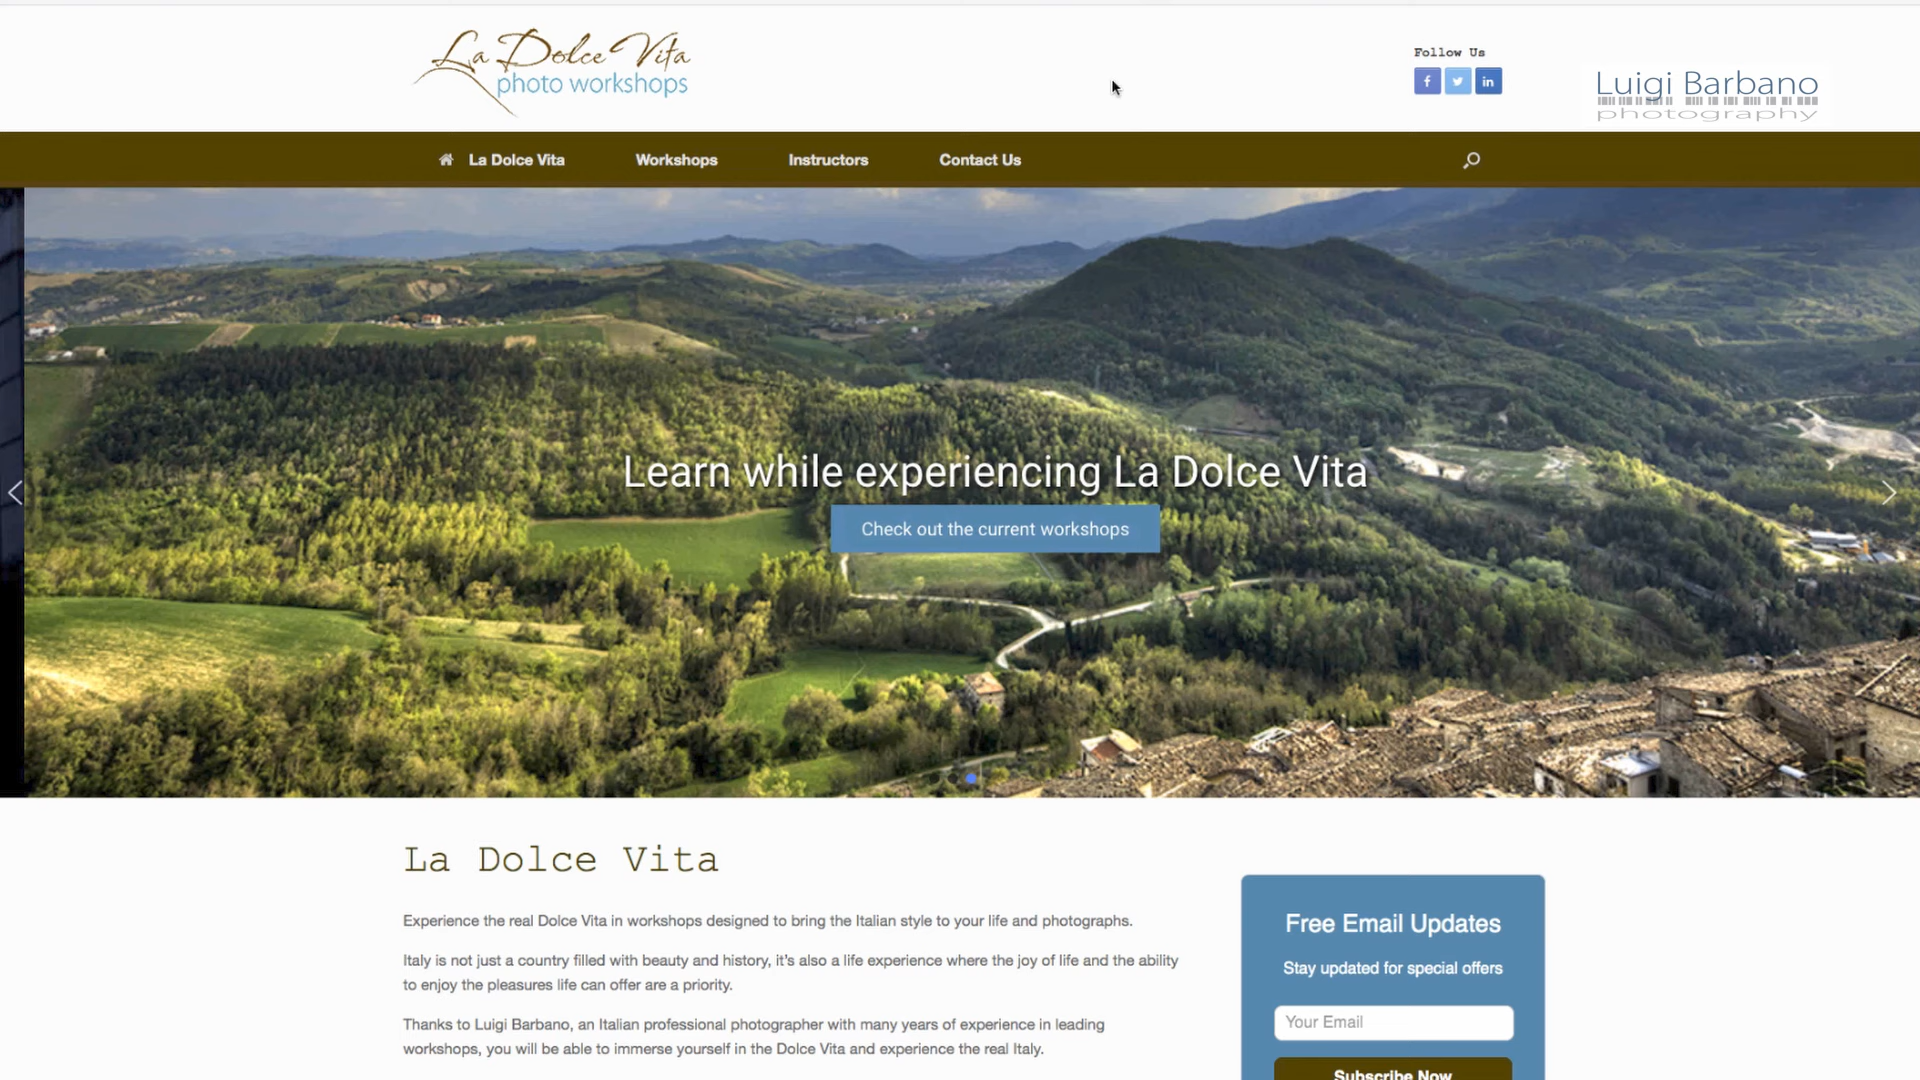 La Dolce Vita
photo workshops
Follow Us
Luigi Barbano
photography
La Dolce Vita
Workshops
Instructors
Contact Us
Learn while experiencing La Dolce Vita
Check out the current workshops
La Dolce Vita
Experience the real Dolce Vita in workshops designed to bring the Italian style to your life and photographs.
Italy is not just a country filled with beauty and history, it's also a life experience where the joy of life and the ability
to enjoy the pleasures life can offer are a priority.
Thanks to Luigi Barbano, an Italian professional photographer with many years of experience in leading
workshops, you will be able to immerse yourself in the Dolce Vita and experience the real Italy.
Free Email Updates
Stay updated for special offers
Your Email
Subscribe Now